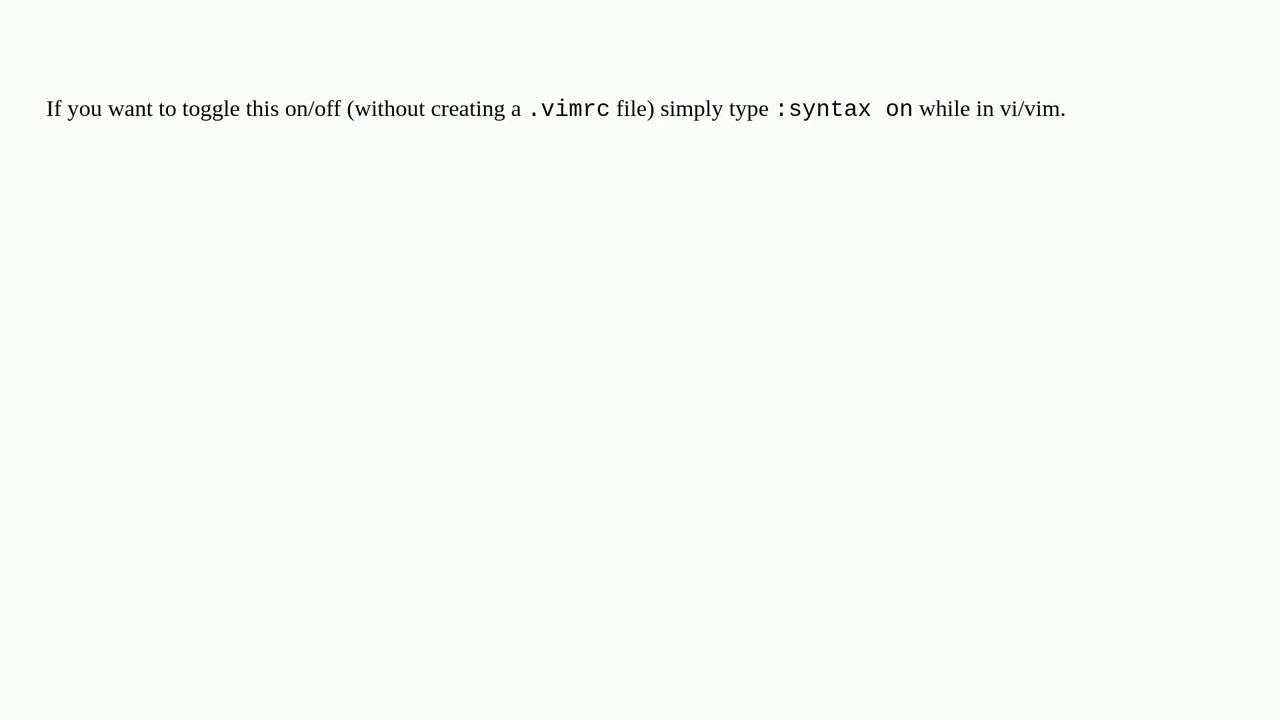 If you want to toggle this on/off (without creating a .vimrc file) simply type :syntax on while in vi/vim.